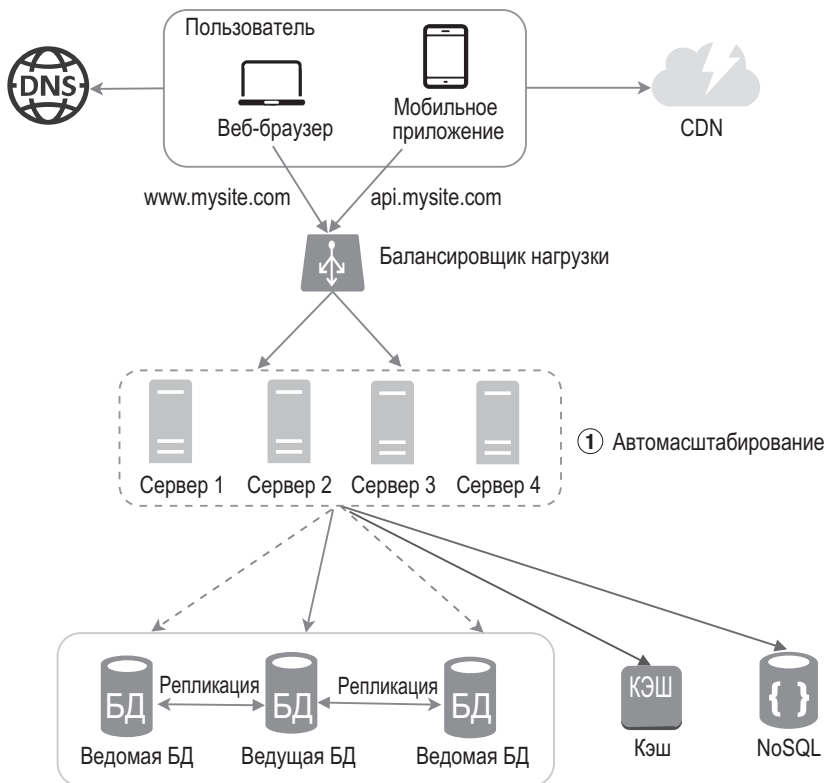 Пользователь
DNS
Веб-браузер
Мобильное
приложение
CDN
www.mysite.com
api.mysite.com
Балансировщик нагрузки
Сервер 1
Сервер 2
Сервер 3
Сервер 4
1 Автомасштабирование
БД
Репликация
БД
Репликация
БД
Ведомая БД
Ведущая БД
Ведомая БД
КЭШ
Кэш
{ }
NoSQL